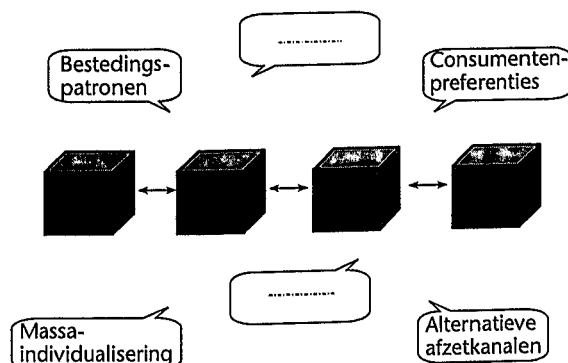 Bestedings-
patronen
Consumenten-
preferenties
Massa-
individualisering
Alternatieve
afzetkanalen